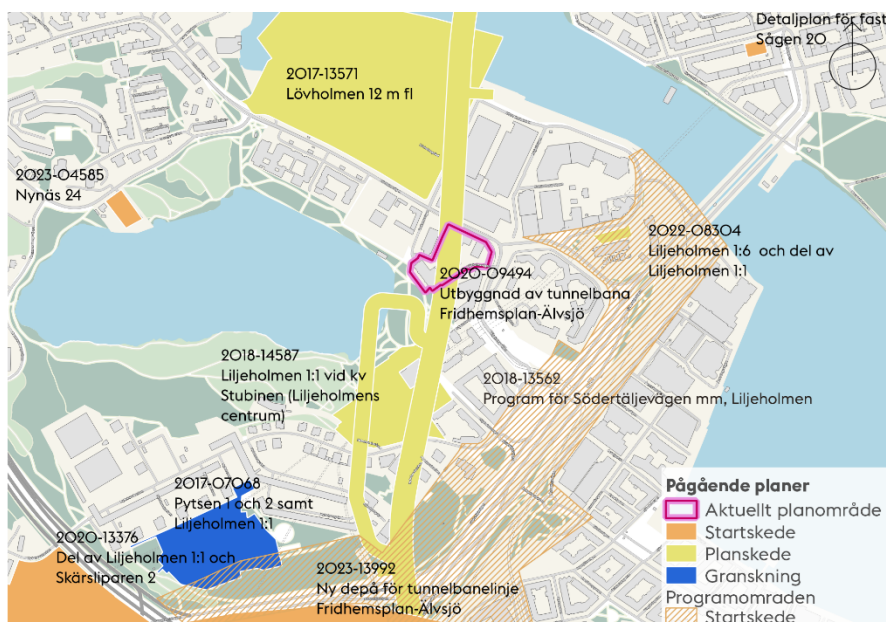 Detaljplan för fast
Sågen 20
2017-13571
Lövholmen 12 m fl
2023-04585
Nynäs 24
2022-08304
Liljeholmen 1:6 och del av
Liljeholmen 1:1
2020-09494
Utbyggnad av tunnelbana
Fridhemsplan-Älvsjö
2018-14587
Liljeholmen 1:1 vid kv
Stubinen (Liljeholmens
centrum)
2018-13562
Program för Södertäljevägen mm, Liljeholmen
2017-07068
Pytsen 1 och 2 samt
Liljeholmen 1:1
2020-13376
Del av Liljeholmen 1:1 och
Skärsliparen 2
2023-13992
Ny depå för tunnelbanelinje
Fridhemsplan-Älvsjö
Pågående planer
Aktuellt planområde
Startskede
Planskede
Granskning
Programområden
Startskede